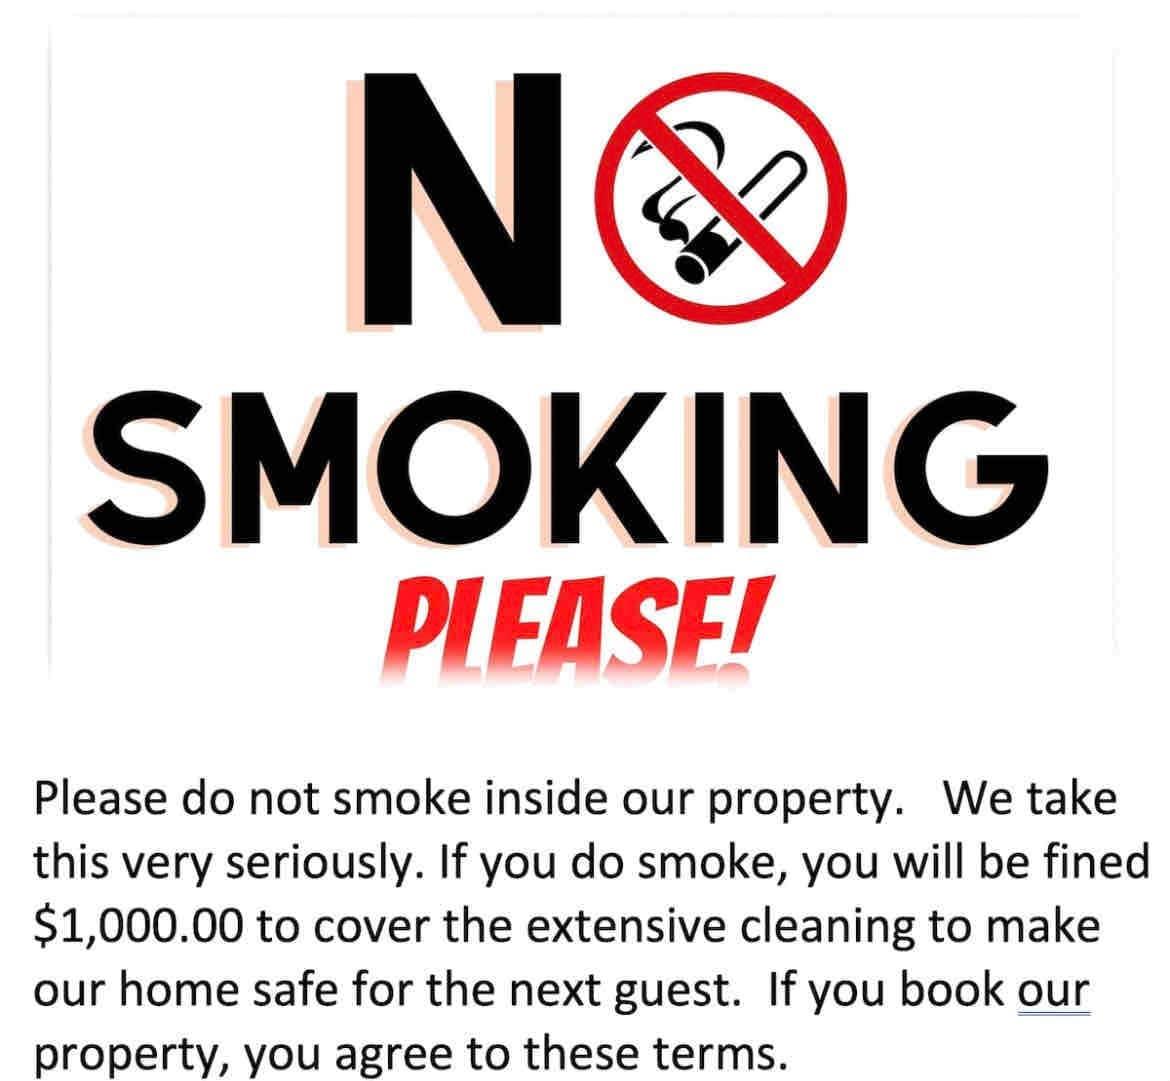 NO
SMOKING
PLEASE!
Please do not smoke inside our property.   We take
this very seriously. If you do smoke, you will be fined
$1,000.00 to cover the extensive cleaning to make
our home safe for the next guest.  If you book our
property, you agree to these terms.